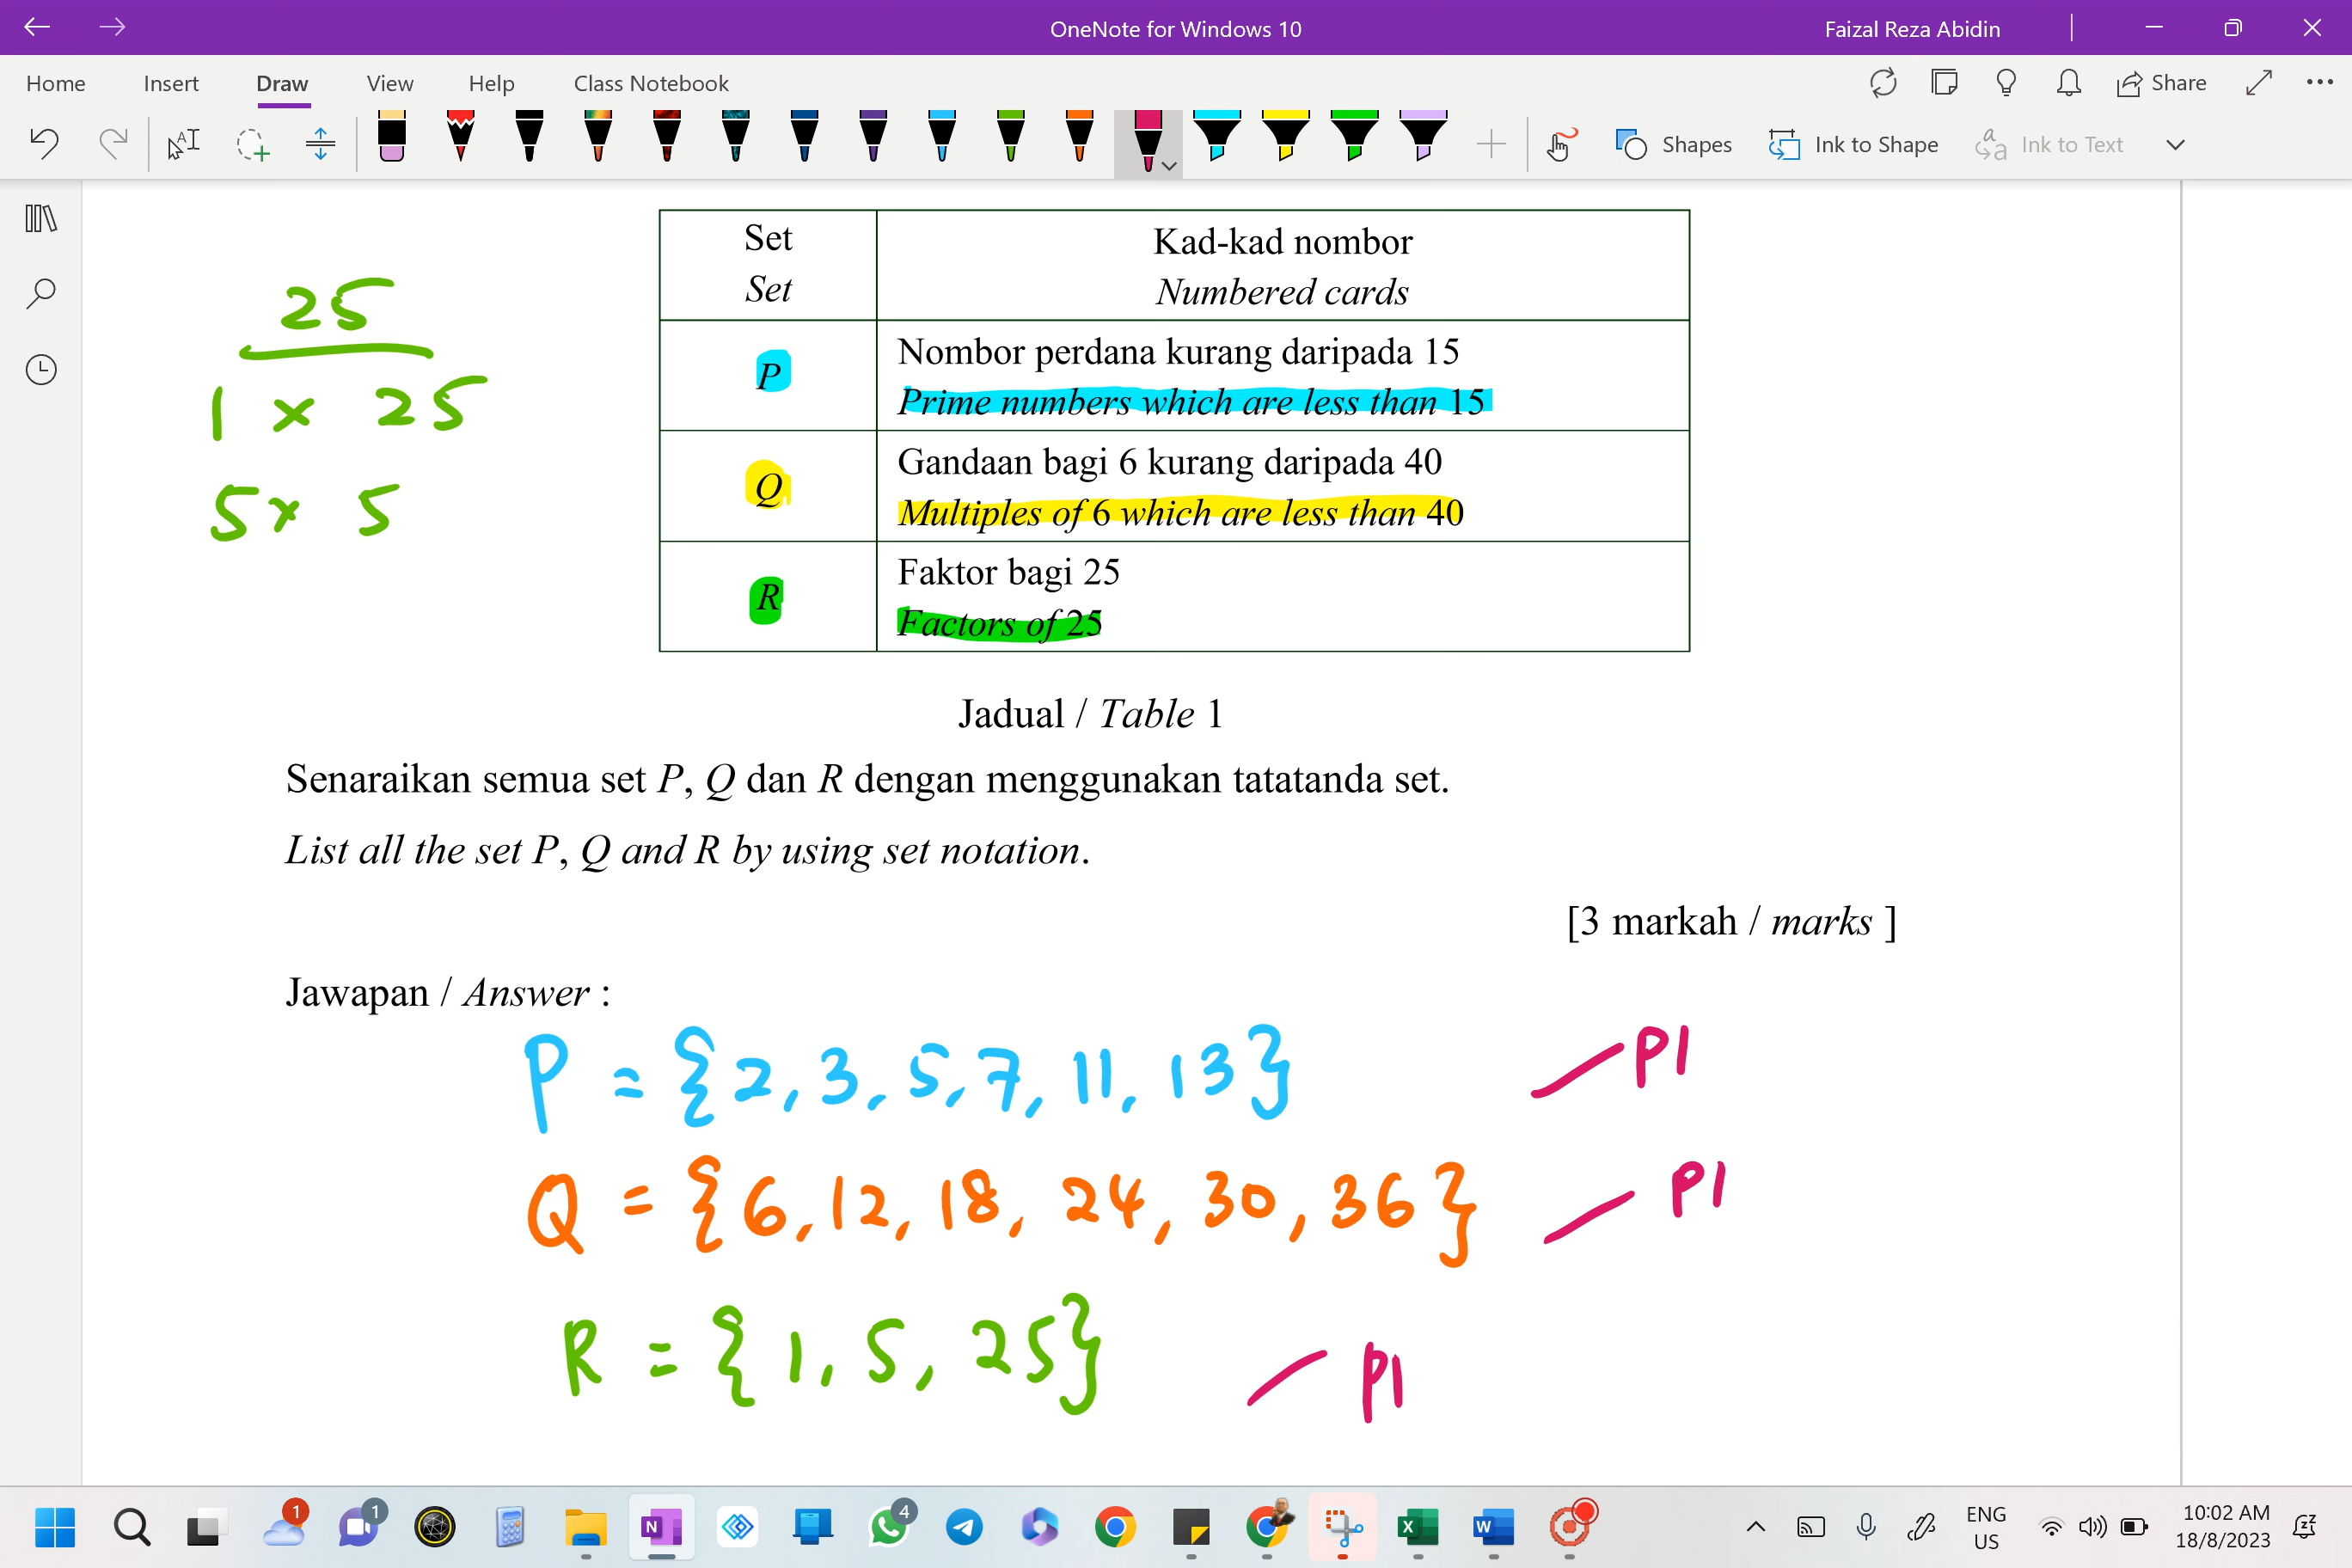 OneNote for Windows 10
Faizal Reza Abidin
Home Insert Draw View Help Class Notebook
Share
Shapes Ink to Shape Ink to Text
25
1 x 25
5 x 5
Set Kad-kad nombor
Set Numbered cards
P Nombor perdana kurang daripada 15
Prime numbers which are less than 15
Q Gandaan bagi 6 kurang daripada 40
Multiples of 6 which are less than 40
R Faktor bagi 25
Factors of 25
Jadual / Table 1
Senaraikan semua set P, Q dan R dengan menggunakan tatatanda set.
List all the set P, Q and R by using set notation.
[3 markah / marks ]
Jawapan / Answer :
P = {2, 3, 5, 7, 11, 13} P1
Q = {6, 12, 18, 24, 30, 36} P1
R = {1, 5, 25} P1
1 1 4
ENG
US
10:02 AM
18/8/2023